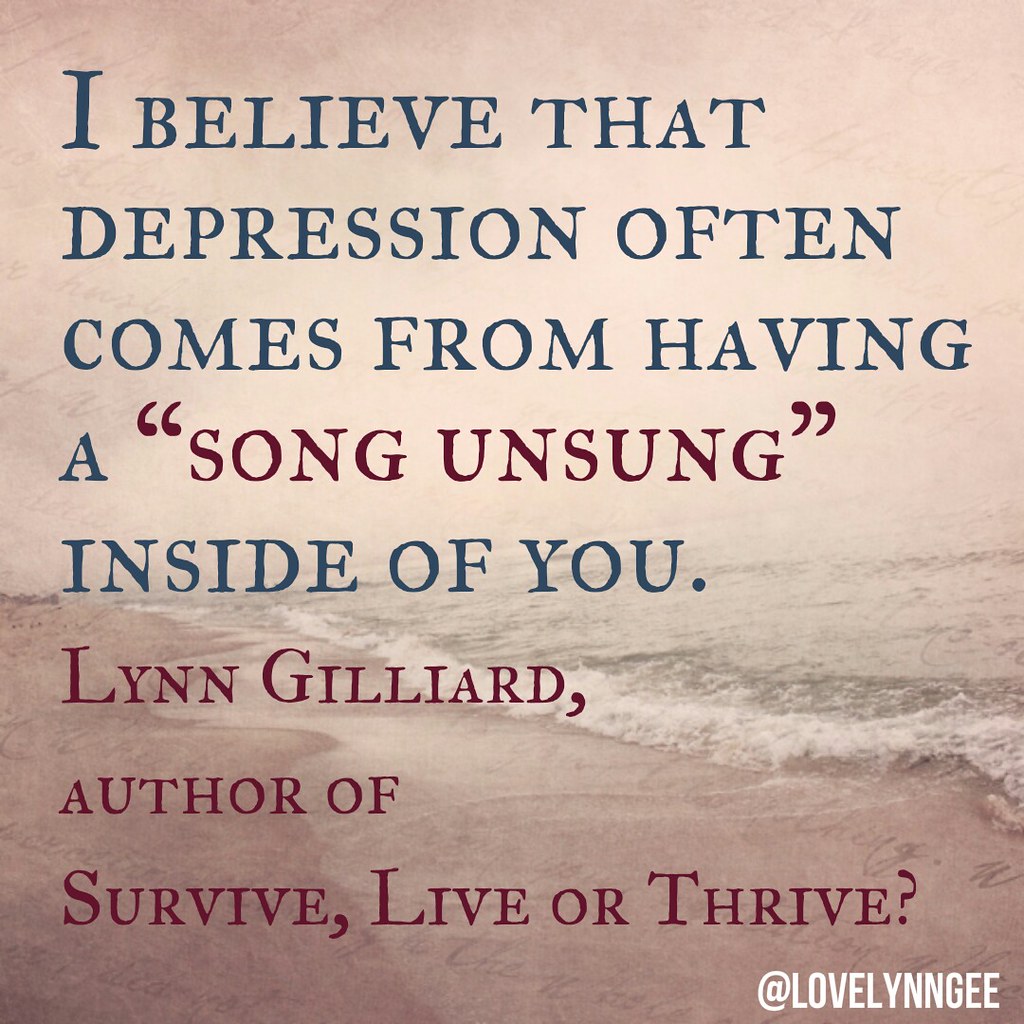 I believe that
depression often
comes from having
a “song unsung”
inside of you.
Lynn Gilliard,
author of
Survive, Live or Thrive?
@LOVELYNNGEE